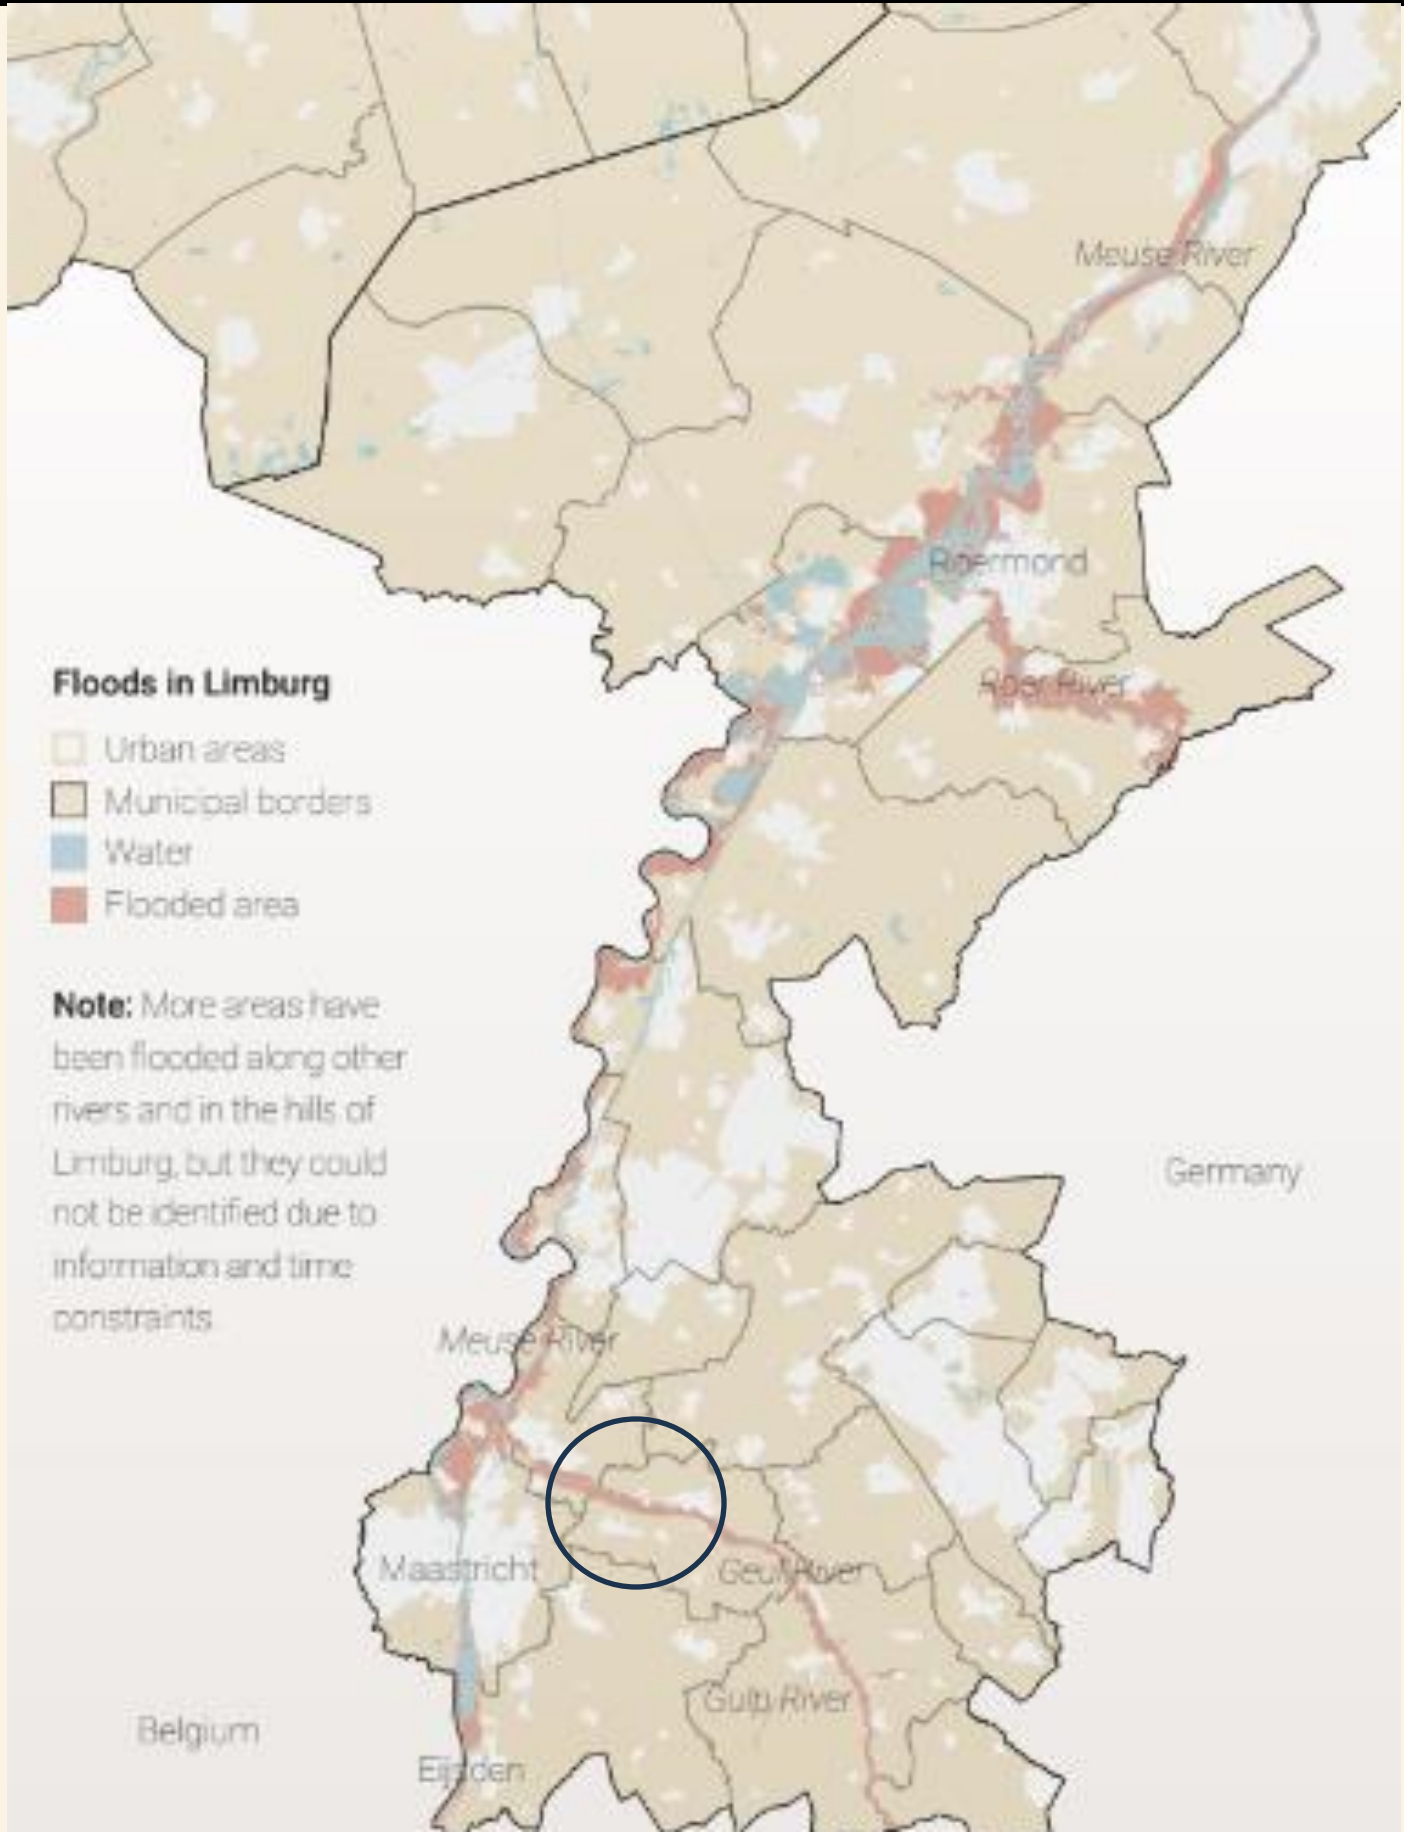 Meuse River
Roermond
Roer River
Floods in Limburg
Urban areas
Municipal borders
Water
Flooded area
Note: More areas have
been flooded along other
rivers and in the hills of
Limburg, but they could
not be identified due to
information and time
constraints.
Germany
Meuse River
Maastricht
Geul River
Gulp River
Belgium
Eijsden